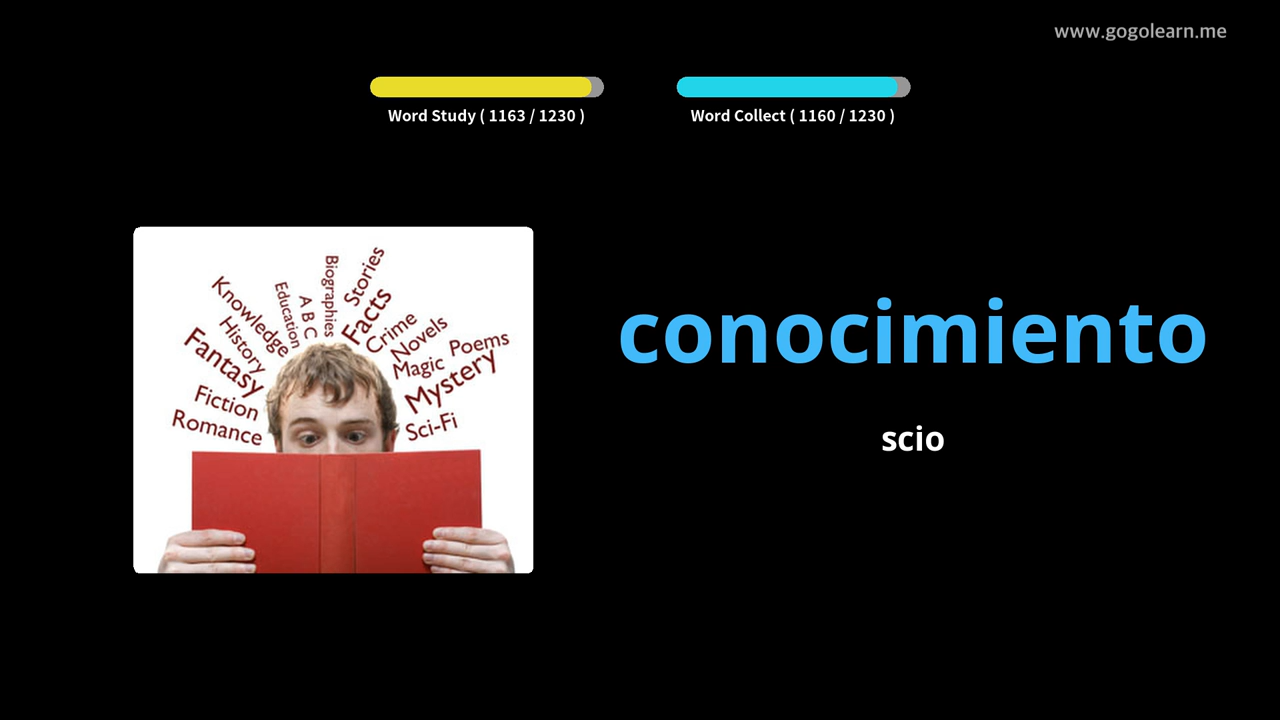 www.gogolearn.me
Word Study ( 1163 / 1230 )
Word Collect ( 1160 / 1230 )
Stories
Biographies
Facts
A B C
Education
Knowledge
Crime
History
Novels
Poems
Fantasy
Magic
Mystery
Fiction
Romance
Sci-Fi
conocimiento
scio